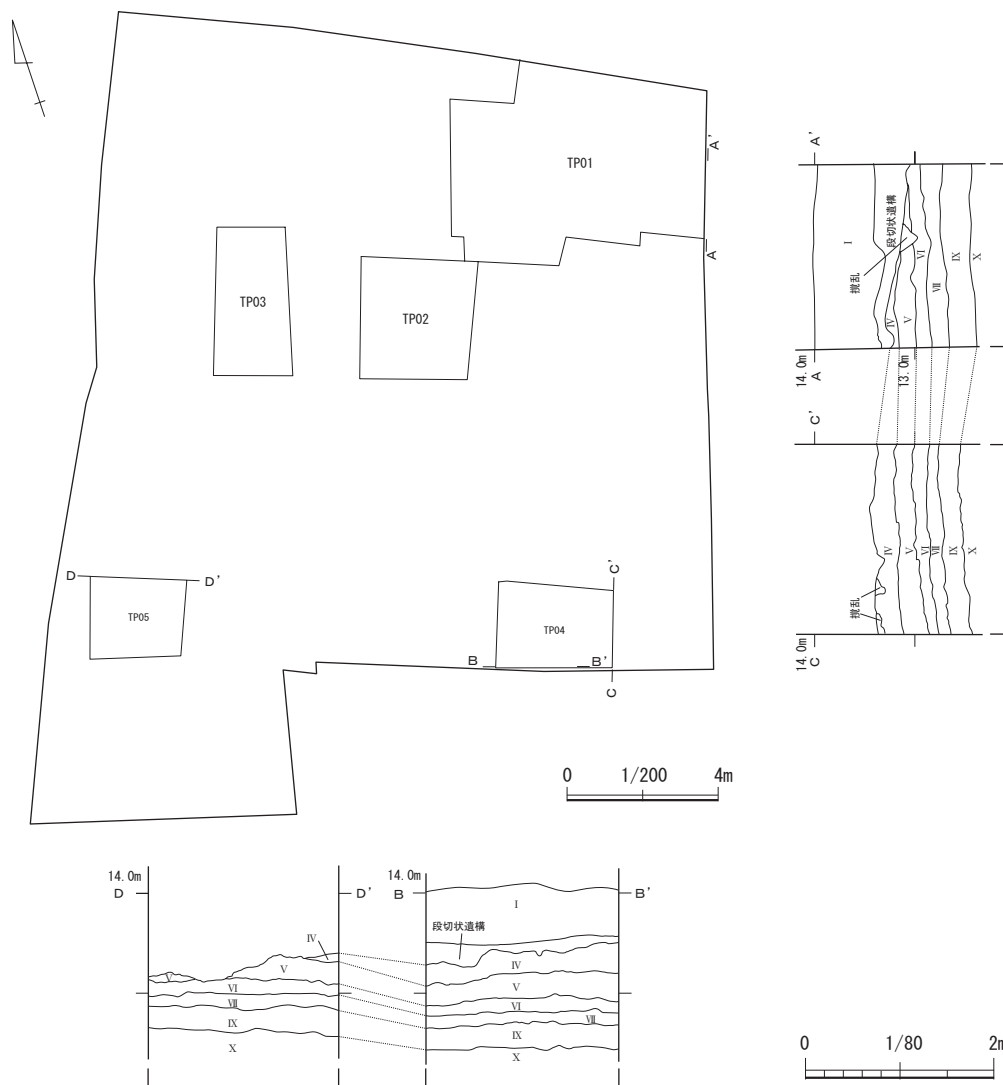 TP01
TP03
TP02
TP05
TP04
A'
A
D
D'
C'
B
B'
C
0 1/200 4m
A'
I
段切状遺構
撹乱
IV
V
VI
Ⅶ
IX
X
14.0m
A
13.0m
C'
IV
V
VI
Ⅶ
IX
X
撹乱
14.0m
C
14.0m
D
D'
IV
V
V
VI
Ⅶ
IX
X
14.0m
B
B'
I
段切状遺構
IV
V
VI
Ⅶ
IX
X
0 1/80 2m